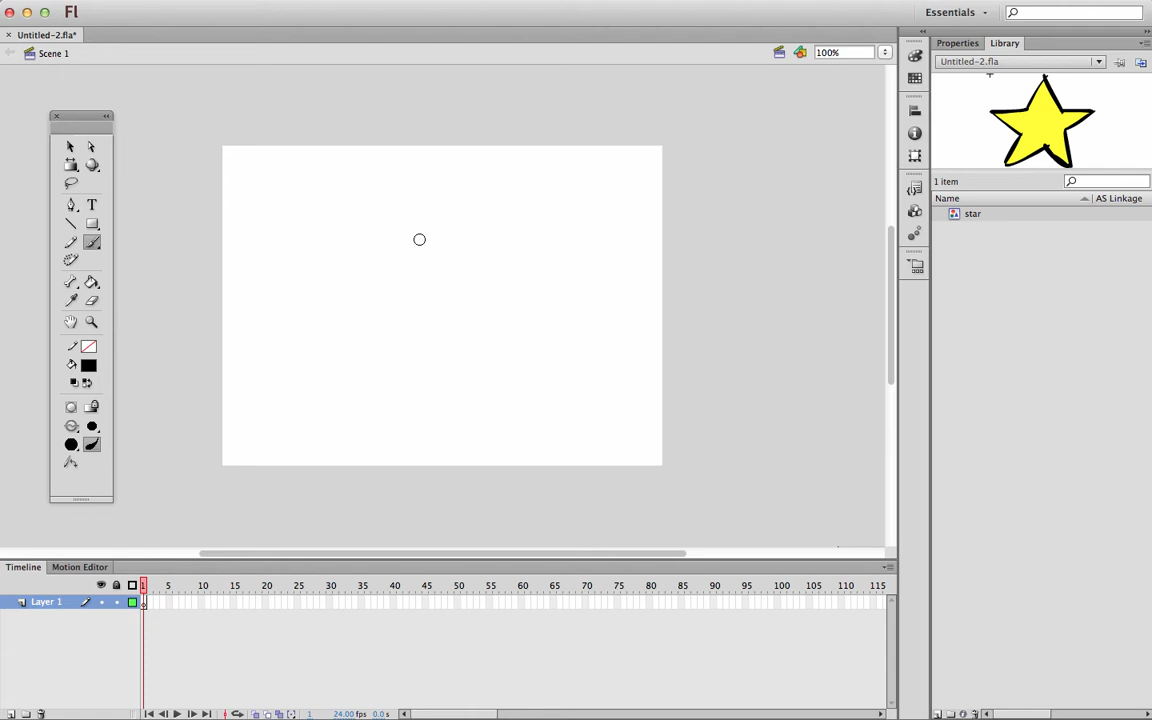 Fl
Essentials
Untitled-2.fla*
Scene 1
100%
Properties
Library
Untitled-2.fla
1 item
Name
AS Linkage
star
T
Timeline
Motion Editor
1 5 10 15 20 25 30 35 40 45 50 55 60 65 70 75 80 85 90 95 100 105 110 115
Layer 1
1 24.00 fps 0.0 s